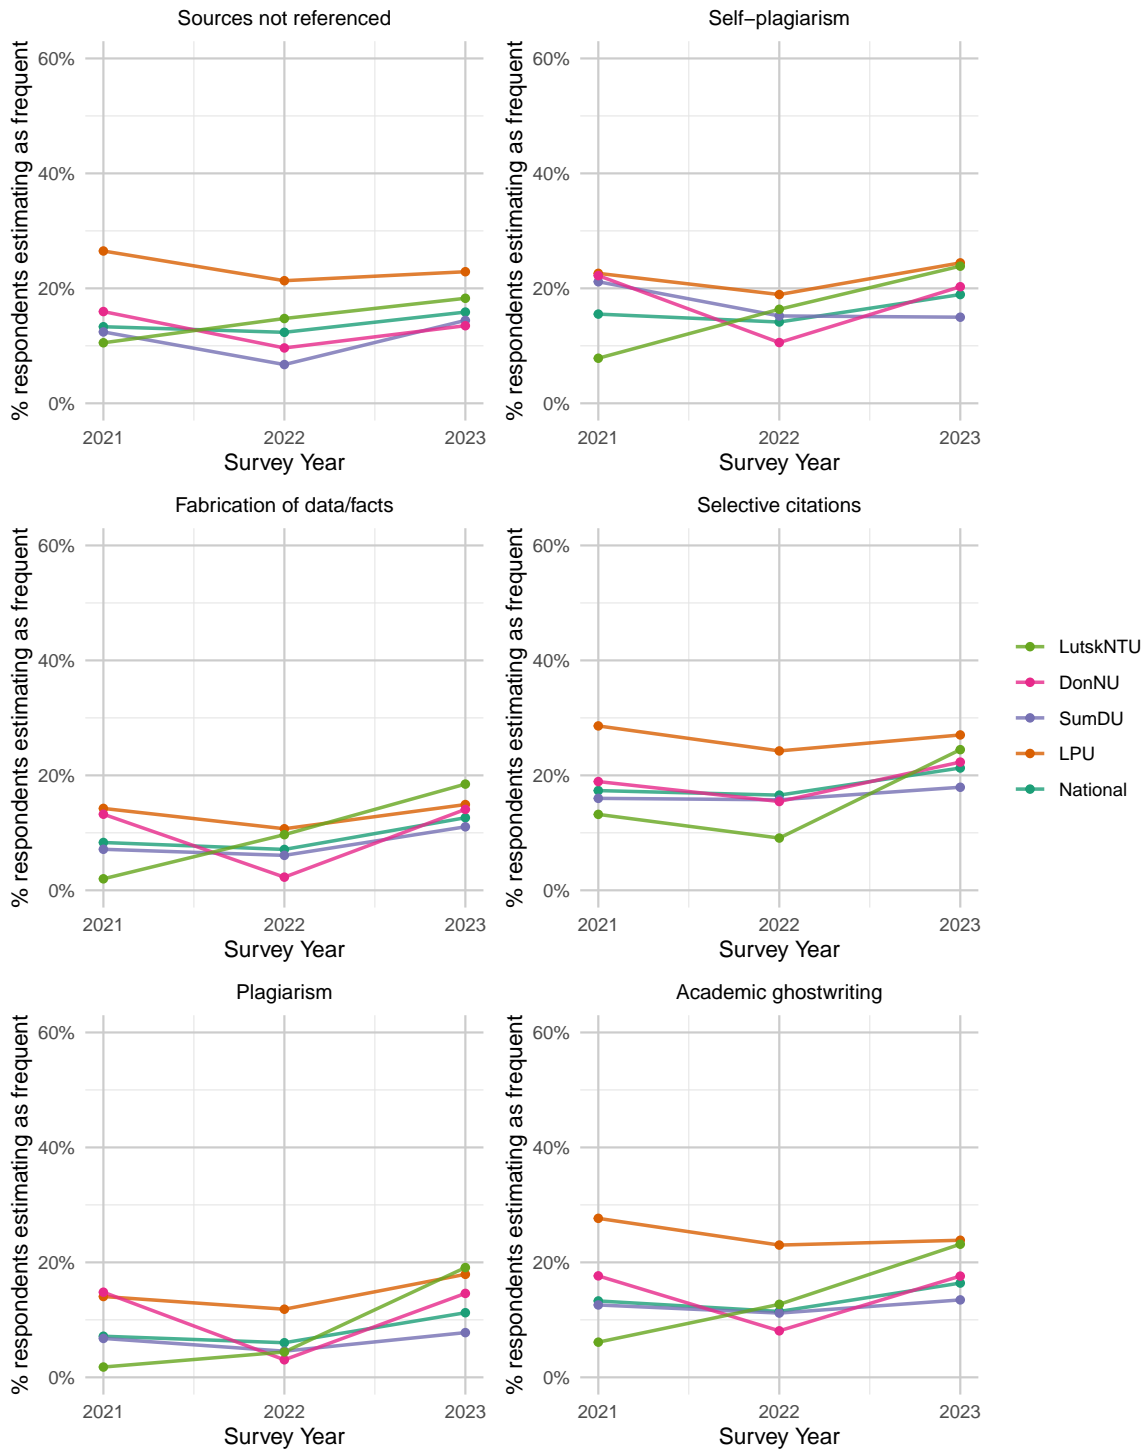 Sources not referenced
% respondents estimating as frequent
60%
40%
20%
0%
2021 2022 2023
Survey Year
Self−plagiarism
% respondents estimating as frequent
60%
40%
20%
0%
2021 2022 2023
Survey Year
Fabrication of data/facts
% respondents estimating as frequent
60%
40%
20%
0%
2021 2022 2023
Survey Year
Selective citations
% respondents estimating as frequent
60%
40%
20%
0%
2021 2022 2023
Survey Year
Plagiarism
% respondents estimating as frequent
60%
40%
20%
0%
2021 2022 2023
Survey Year
Academic ghostwriting
% respondents estimating as frequent
60%
40%
20%
0%
2021 2022 2023
Survey Year
LutskNTU
DonNU
SumDU
LPU
National